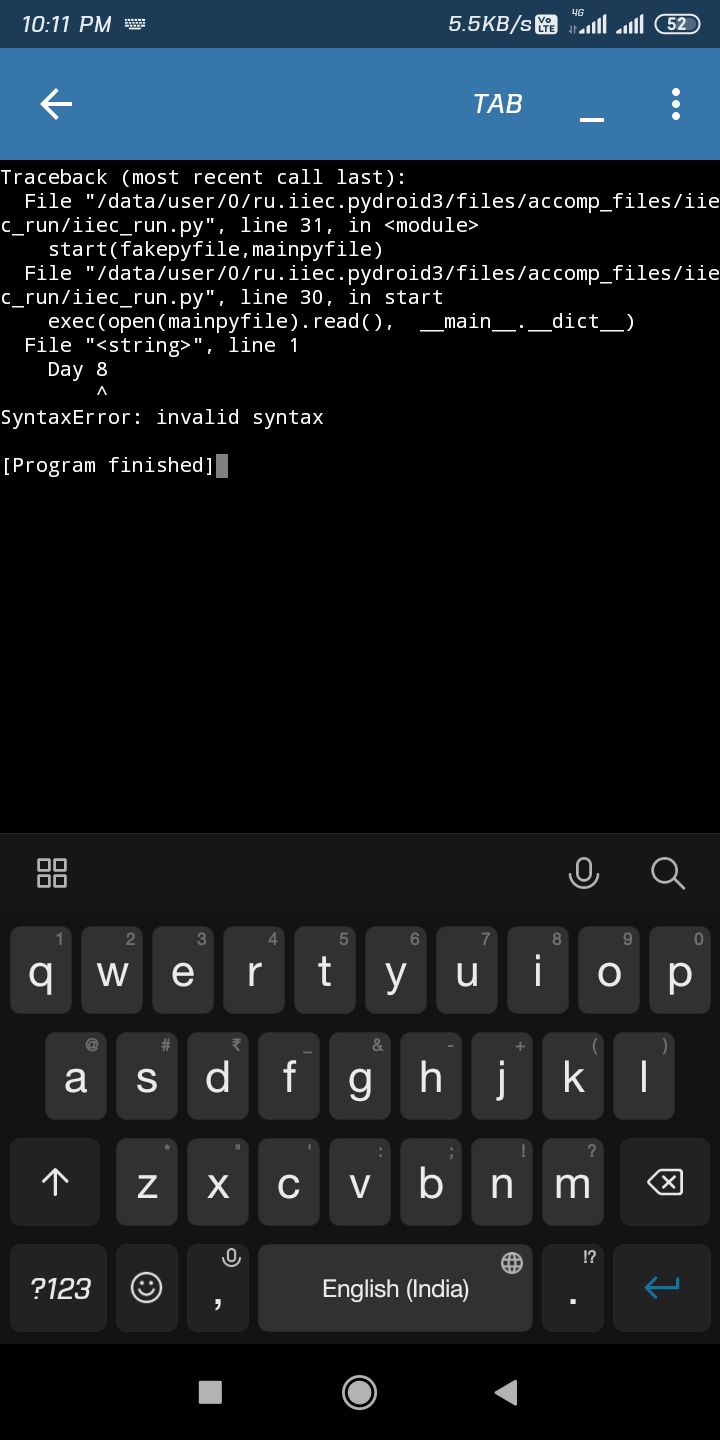 10:11 PM 5.5KB/s Vo LTE 4G 52
TAB _
Traceback (most recent call last):
  File "/data/user/0/ru.iiec.pydroid3/files/accomp_files/iie
c_run/iiec_run.py", line 31, in <module>
    start(fakepyfile,mainpyfile)
  File "/data/user/0/ru.iiec.pydroid3/files/accomp_files/iie
c_run/iiec_run.py", line 30, in start
    exec(open(mainpyfile).read(),  __main__.__dict__)
  File "<string>", line 1
    Day 8
        ^
SyntaxError: invalid syntax

[Program finished]
1 2 3 4 5 6 7 8 9 0
q w e r t y u i o p
@ # ₹ _ & - + ( )
a s d f g h j k l
* " ' : ; ! ?
z x c v b n m
!?
?123 , English (India) .